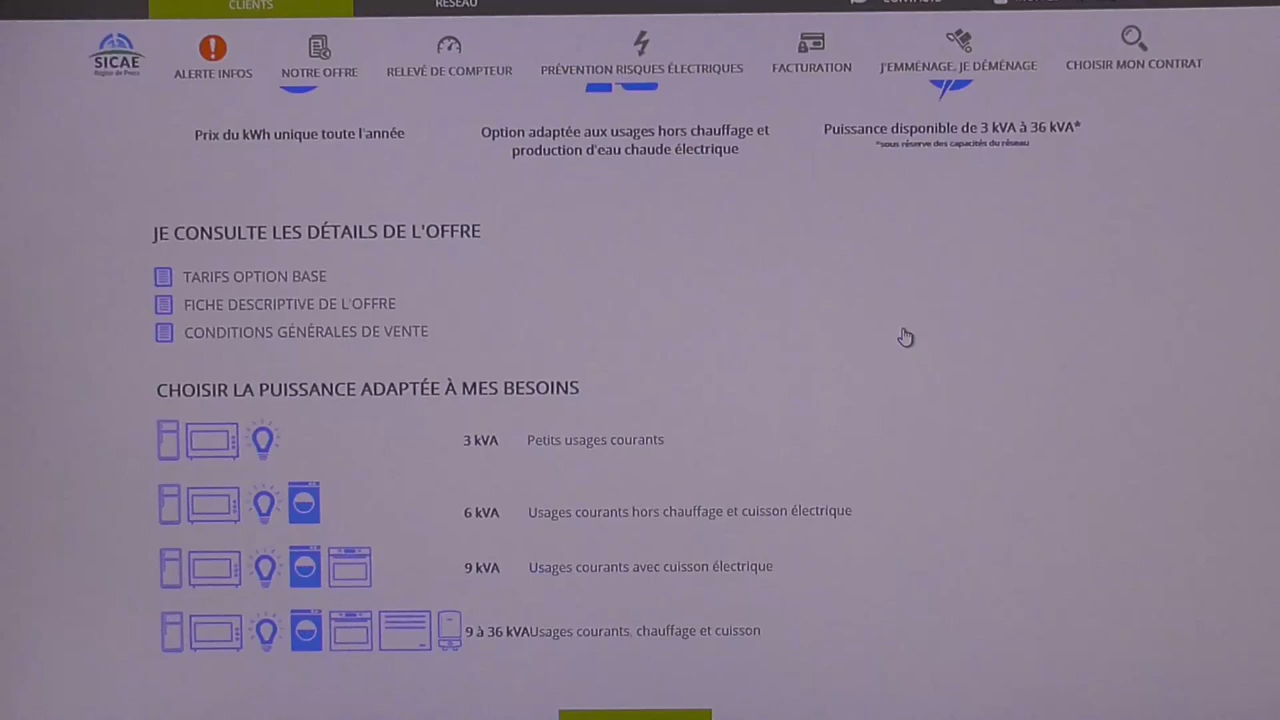 CLIENTS
RÉSEAU
SICAE
ALERTE INFOS
NOTRE OFFRE
RELEVÉ DE COMPTEUR
PRÉVENTION RISQUES ÉLECTRIQUES
FACTURATION
J'EMMÉNAGE, JE DÉMÉNAGE
CHOISIR MON CONTRAT
Prix du kWh unique toute l'année
Option adaptée aux usages hors chauffage et
production d'eau chaude électrique
Puissance disponible de 3 kVA à 36 kVA*
*sous réserve des capacités du réseau
JE CONSULTE LES DÉTAILS DE L'OFFRE
TARIFS OPTION BASE
FICHE DESCRIPTIVE DE L'OFFRE
CONDITIONS GÉNÉRALES DE VENTE
CHOISIR LA PUISSANCE ADAPTÉE À MES BESOINS
3 kVA Petits usages courants
6 kVA Usages courants hors chauffage et cuisson électrique
9 kVA Usages courants avec cuisson électrique
9 à 36 kVA Usages courants, chauffage et cuisson